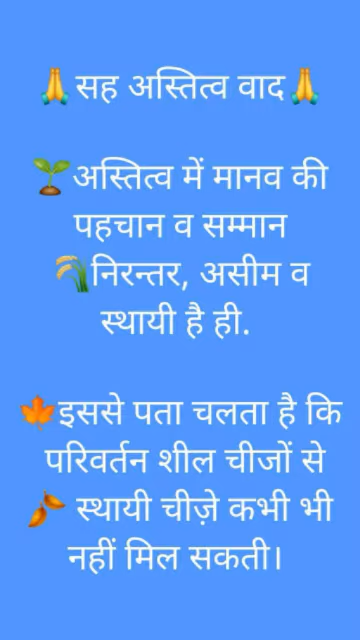 🙏सह अस्तित्व वाद🙏
🌱अस्तित्व में मानव की
पहचान व सम्मान
🌾निरन्तर, असीम व
स्थायी है ही.
🍁इससे पता चलता है कि
परिवर्तन शील चीजों से
🍂 स्थायी चीज़े कभी भी
नहीं मिल सकती।